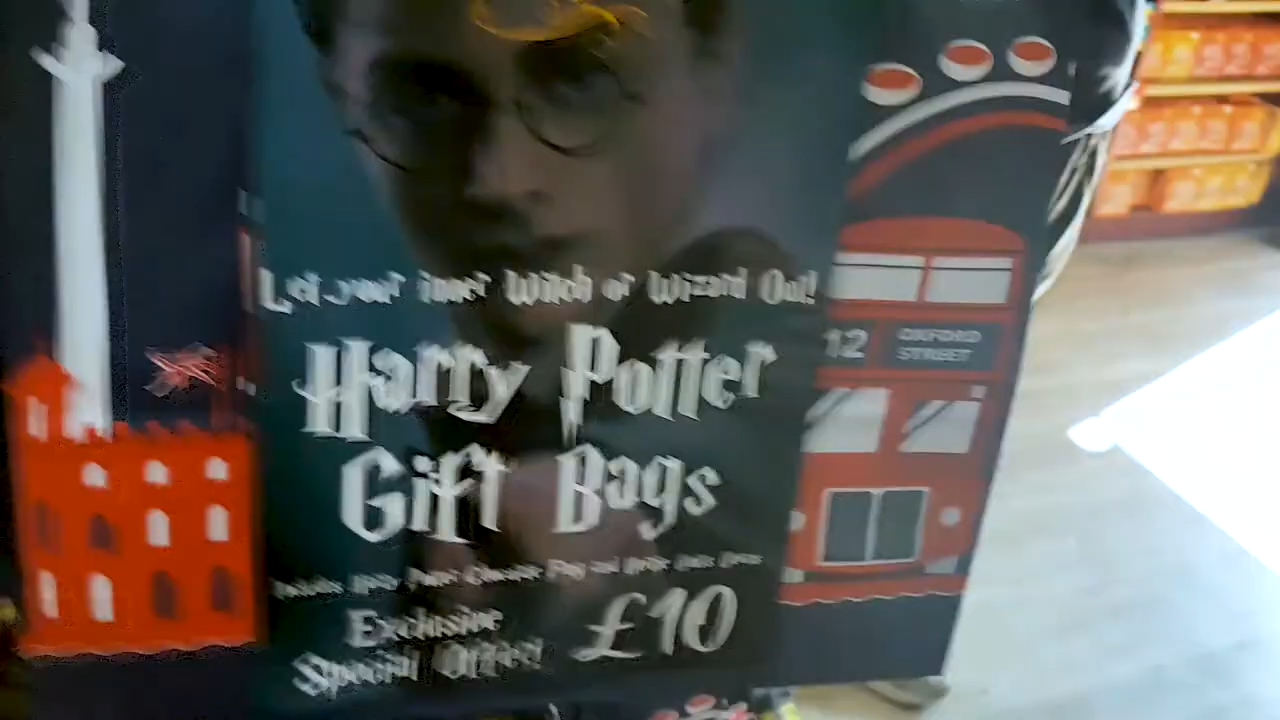 Let your inner Witch or Wizard Out!
Harry Potter
Gift Bags
Exclusive
Special Offer!
£10
12
OXFORD
STREET